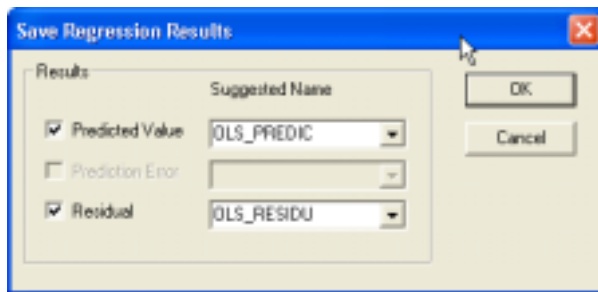 Save Regression Results
Results
Suggested Name
OK
Predicted Value
OLS_PREDIC
Cancel
Prediction Error
Residual
OLS_RESIDU